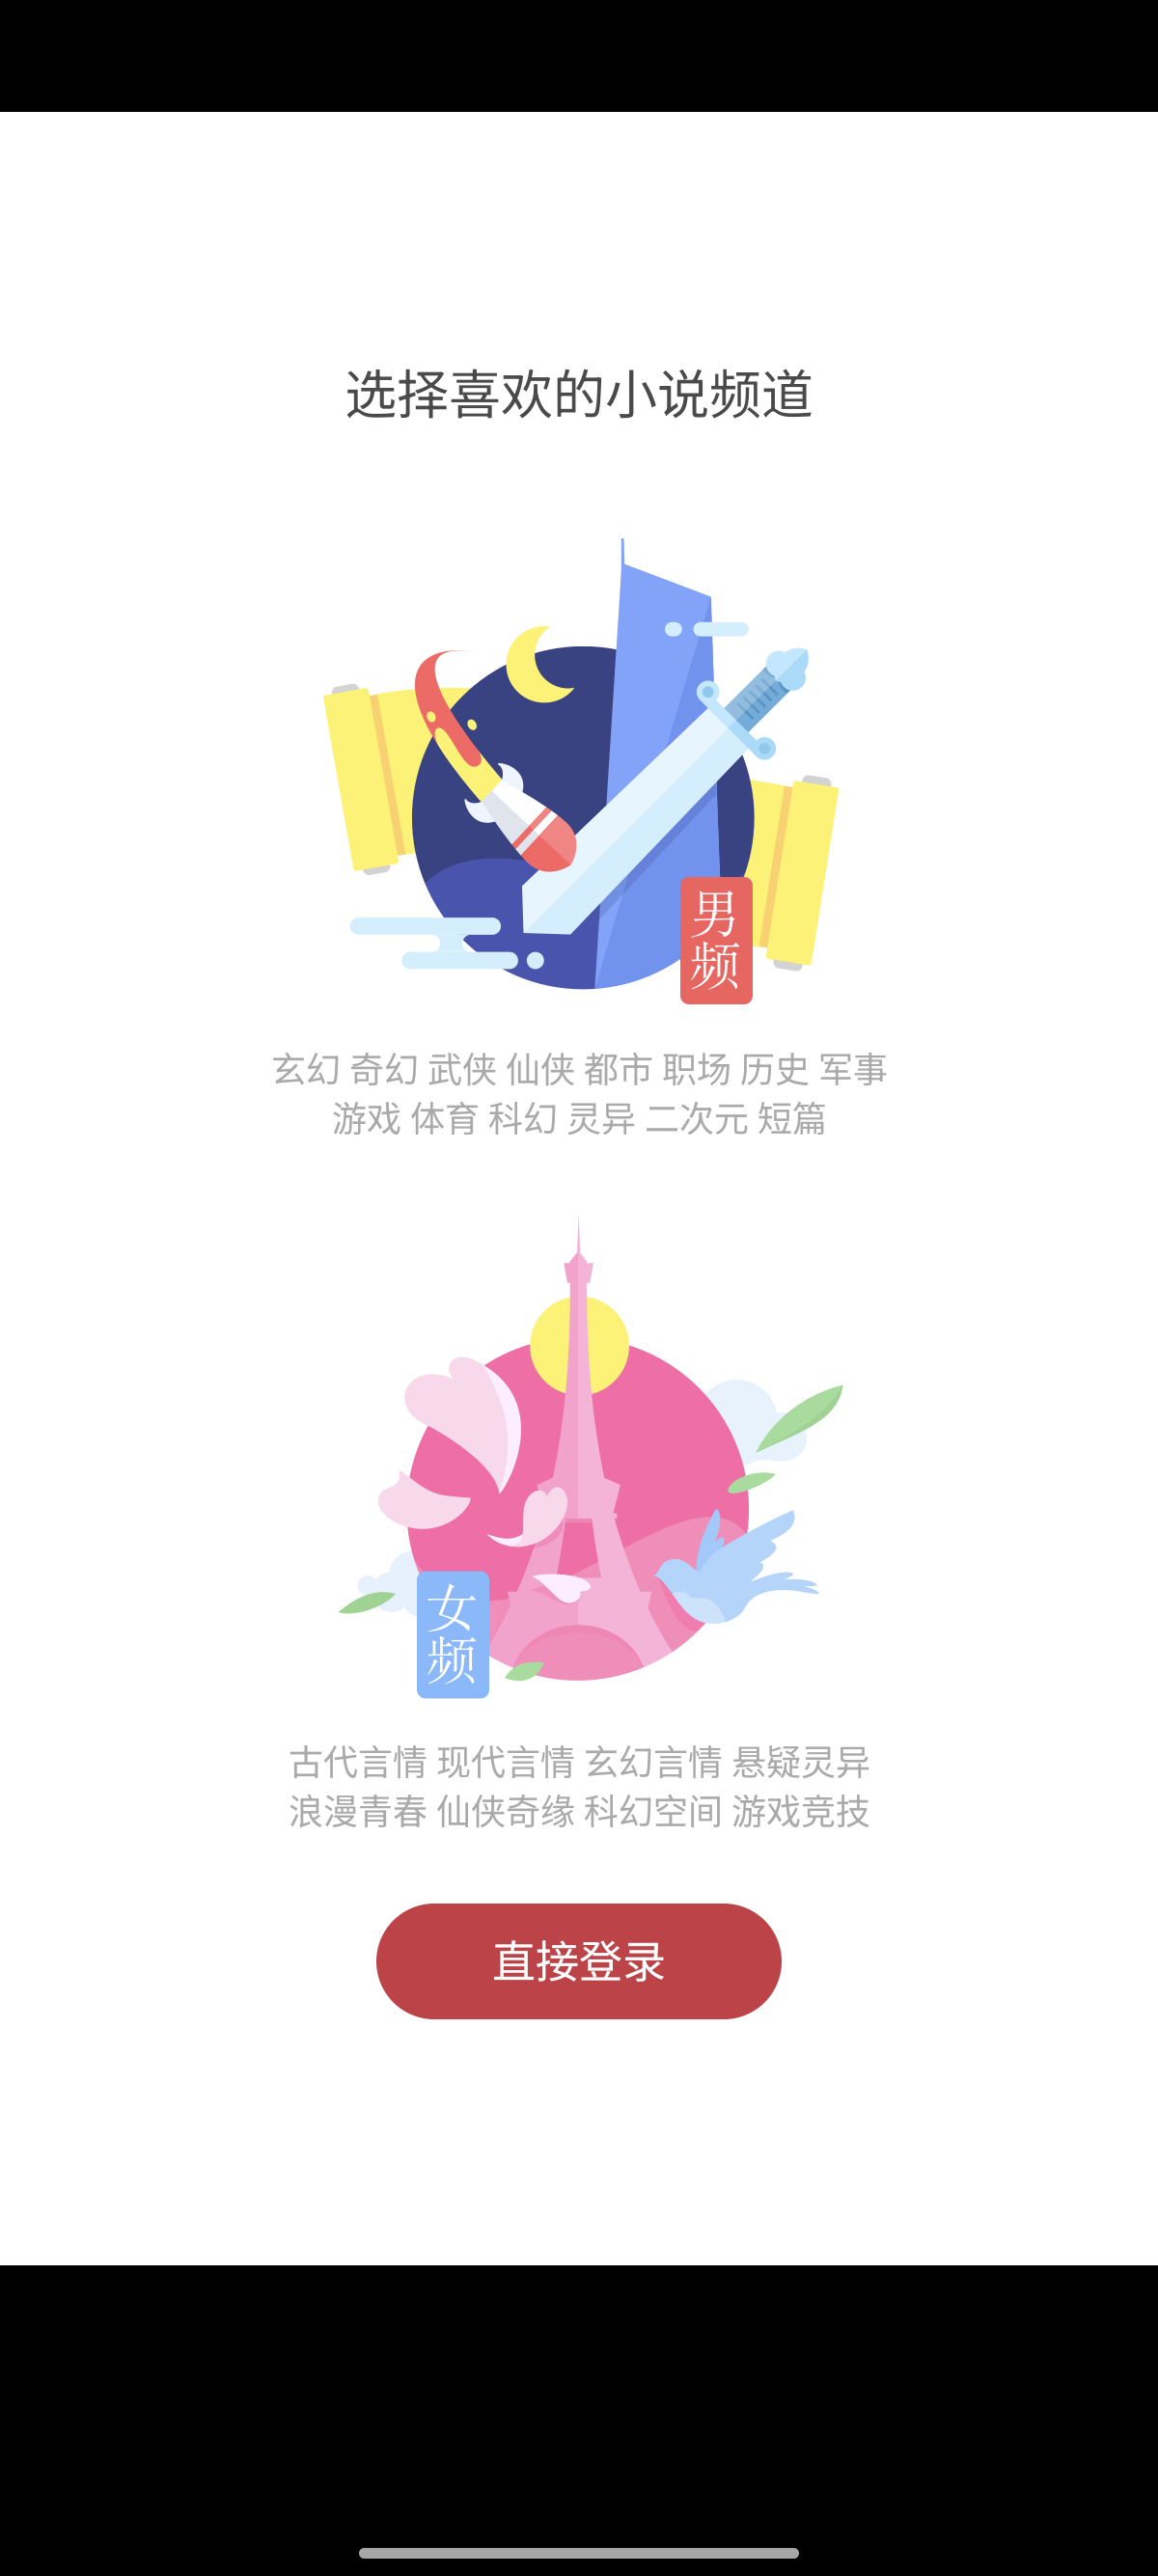 选择喜欢的小说频道
男
频
玄幻 奇幻 武侠 仙侠 都市 职场 历史 军事
游戏 体育 科幻 灵异 二次元 短篇
女
频
古代言情 现代言情 玄幻言情 悬疑灵异
浪漫青春 仙侠奇缘 科幻空间 游戏竞技
直接登录